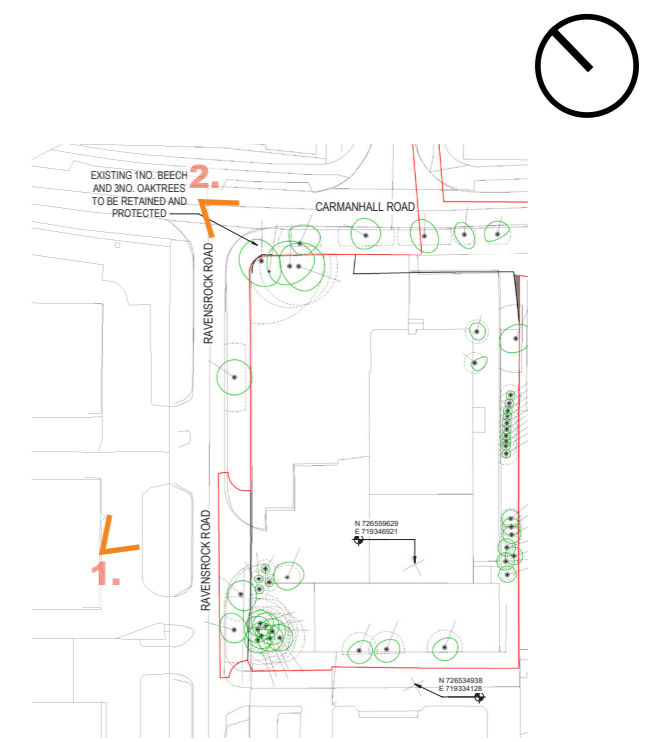 EXISTING 1NO. BEECH
AND 3NO. OAKTREES
TO BE RETAINED AND
PROTECTED
2.
CARMANHALL ROAD
RAVENSROCK ROAD
N 726559629
E 719346921
1.
RAVENSROCK ROAD
N 726534938
E 719334128